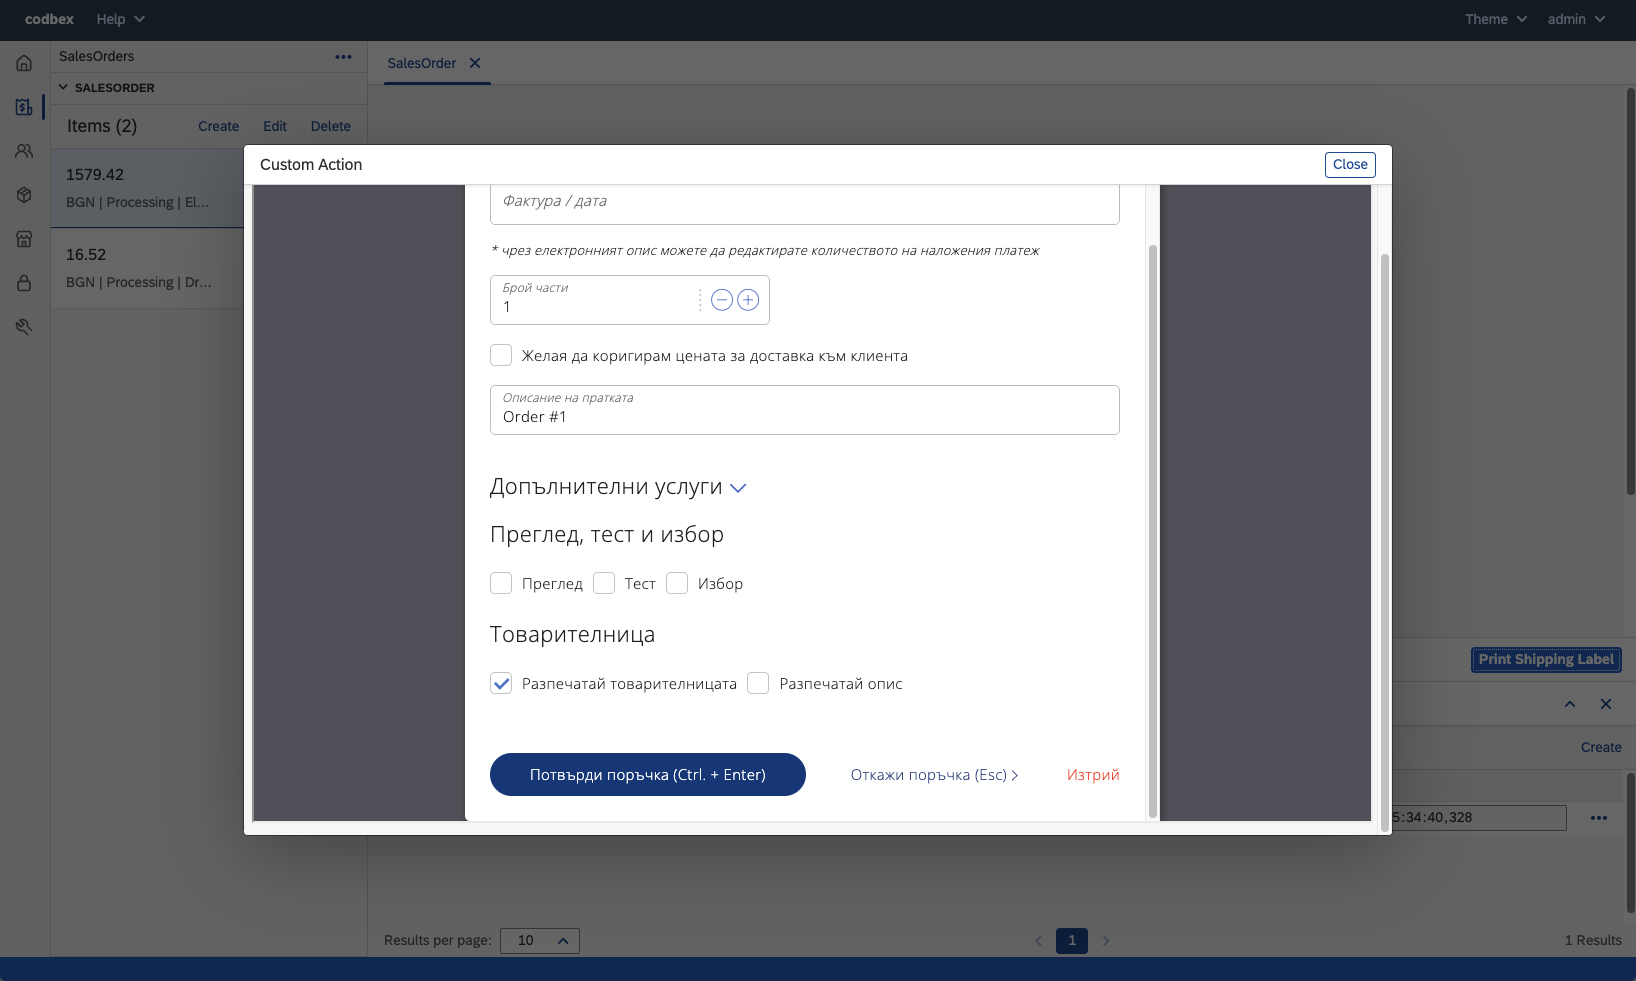 codbex Help Theme admin
SalesOrders •••
SalesOrder ✕
SALESORDER
Items (2) Create Edit Delete
1579.42
BGN | Processing | El...
16.52
BGN | Processing | Dr...
Custom Action Close
Фактура / дата
* чрез електронният опис можете да редактирате количеството на наложения платеж
Брой части
1
Желая да коригирам цената за доставка към клиента
Описание на пратката
Order #1
Допълнителни услуги
Преглед, тест и избор
Преглед Тест Избор
Товарителница
Разпечатай товарителницата Разпечатай опис
Потвърди поръчка (Ctrl. + Enter) Откажи поръчка (Esc) Изтрий
Print Shipping Label
Create
5:34:40,328 •••
Results per page: 10 1 1 Results